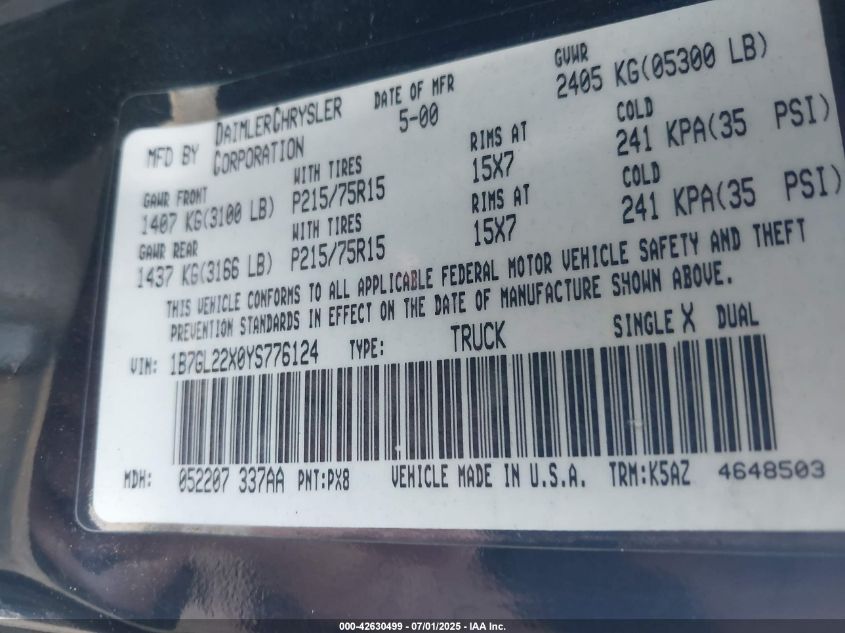 MFD BY DAIMLERCHRYSLER CORPORATION
DATE OF MFR 5-00
GVWR 2405 KG(05300 LB)
GAWR FRONT 1407 KG(3100 LB)
WITH TIRES P215/75R15
RIMS AT 15X7
COLD 241 KPA(35 PSI)
GAWR REAR 1437 KG(3166 LB)
WITH TIRES P215/75R15
RIMS AT 15X7
COLD 241 KPA(35 PSI)
THIS VEHICLE CONFORMS TO ALL APPLICABLE FEDERAL MOTOR VEHICLE SAFETY AND THEFT
PREVENTION STANDARDS IN EFFECT ON THE DATE OF MANUFACTURE SHOWN ABOVE.
VIN: 1B7GL22X0YS776124 TYPE: TRUCK SINGLE X DUAL
MDH: 052207 337AA PNT:PX8 VEHICLE MADE IN U.S.A. TRM:K5AZ 4648503
000-42630499 - 07/01/2025 - IAA Inc.